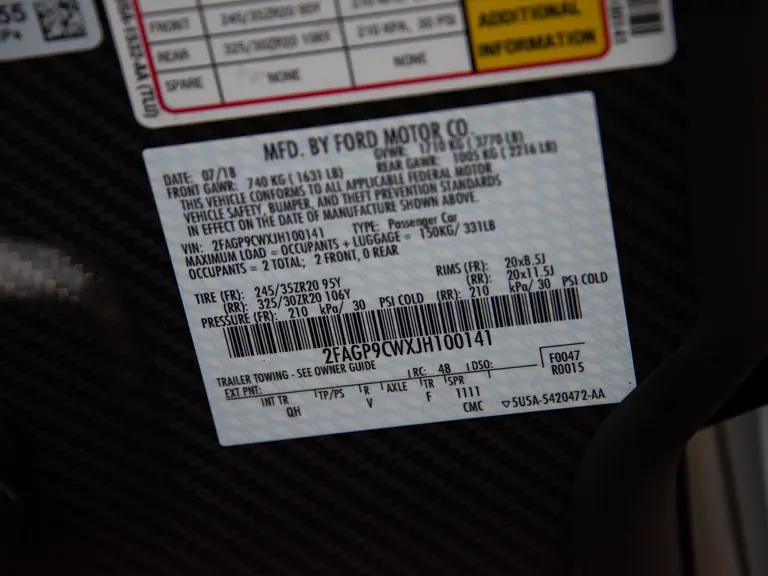 55
kPa
FRONT 245/35ZR20
REAR 325/30ZR20 106Y 210 KPA, 30 PSI
SPARE NONE NONE
ADDITIONAL
INFORMATION
MFD. BY FORD MOTOR CO.
DATE: 07/18 GVWR: 1710 KG ( 3770 LB)
FRONT GAWR: 740 KG ( 1631 LB) REAR GAWR: 1005 KG ( 2216 LB)
THIS VEHICLE CONFORMS TO ALL APPLICABLE FEDERAL MOTOR
VEHICLE SAFETY, BUMPER, AND THEFT PREVENTION STANDARDS
IN EFFECT ON THE DATE OF MANUFACTURE SHOWN ABOVE.
VIN: 2FAGP9CWXJH100141 TYPE: Passenger Car
MAXIMUM LOAD = OCCUPANTS + LUGGAGE = 150KG/ 331LB
OCCUPANTS = 2 TOTAL; 2 FRONT, 0 REAR
TIRE (FR): 245/35ZR20 95Y RIMS (FR): 20x8.5J
(RR): 325/30ZR20 106Y (RR): 20x11.5J
PRESSURE (FR): 210 kPa/ 30 PSI COLD (RR): 210 kPa/ 30 PSI COLD
2FAGP9CWXJH100141
TRAILER TOWING - SEE OWNER GUIDE F0047
EXT PNT: RC: 48 DSO: R0015
INT TR TP/PS R AXLE TR SPR
QH V F 1111
CMC ▽5U5A-5420472-AA